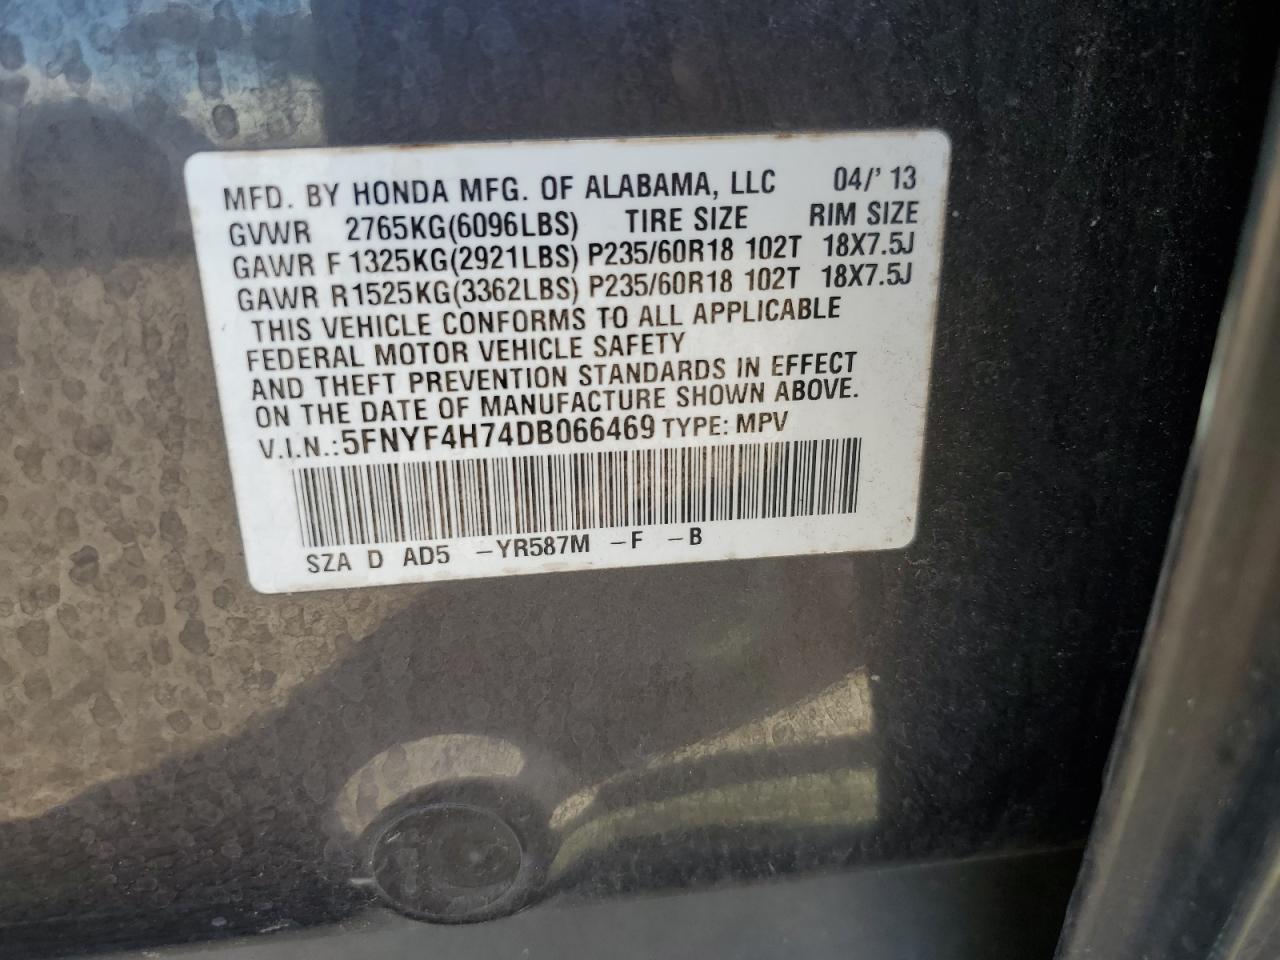 MFD. BY HONDA MFG. OF ALABAMA, LLC 04/'13
GVWR 2765KG(6096LBS) TIRE SIZE RIM SIZE
GAWR F 1325KG(2921LBS) P235/60R18 102T 18X7.5J
GAWR R 1525KG(3362LBS) P235/60R18 102T 18X7.5J
THIS VEHICLE CONFORMS TO ALL APPLICABLE
FEDERAL MOTOR VEHICLE SAFETY
AND THEFT PREVENTION STANDARDS IN EFFECT
ON THE DATE OF MANUFACTURE SHOWN ABOVE.
V.I.N.: 5FNYF4H74DB066469 TYPE: MPV
SZA D AD5 -YR587M -F -B